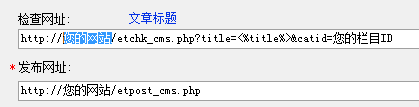 检查网址: 文章标题
http://您的网站/etchk_cms.php?title=<%title%>&catid=您的栏目ID
*发布网址:
http://您的网站/etpost_cms.php